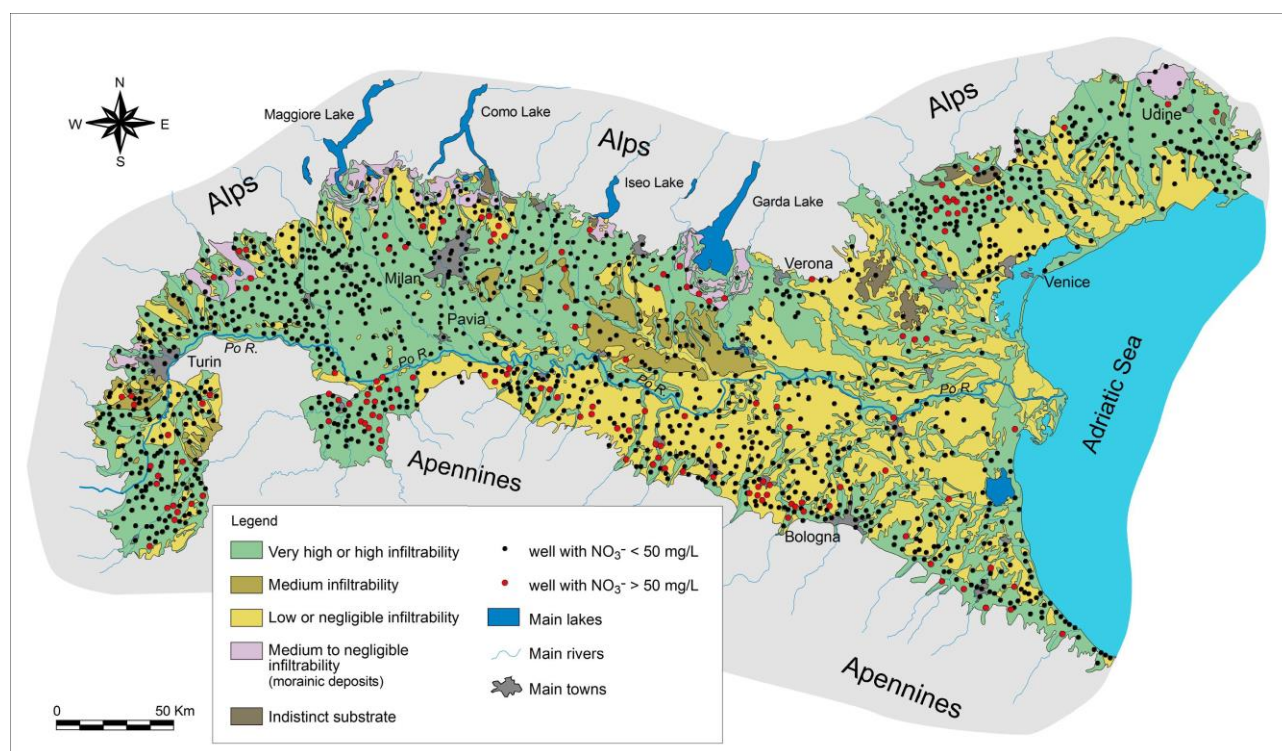 N
W E
S
Maggiore Lake
Como Lake
Alps
Alps
Iseo Lake
Garda Lake
Alps
Udine
Milan
Verona
Venice
Pavia
Po R.
Turin
Po R.
Po R.
Po R.
Adriatic Sea
Apennines
Bologna
Apennines
Legend
Very high or high infiltrability
Medium infiltrability
Low or negligible infiltrability
Medium to negligible
infiltrability
(morainic deposits)
Indistinct substrate
well with NO₃⁻ < 50 mg/L
well with NO₃⁻ > 50 mg/L
Main lakes
Main rivers
Main towns
0 50 Km